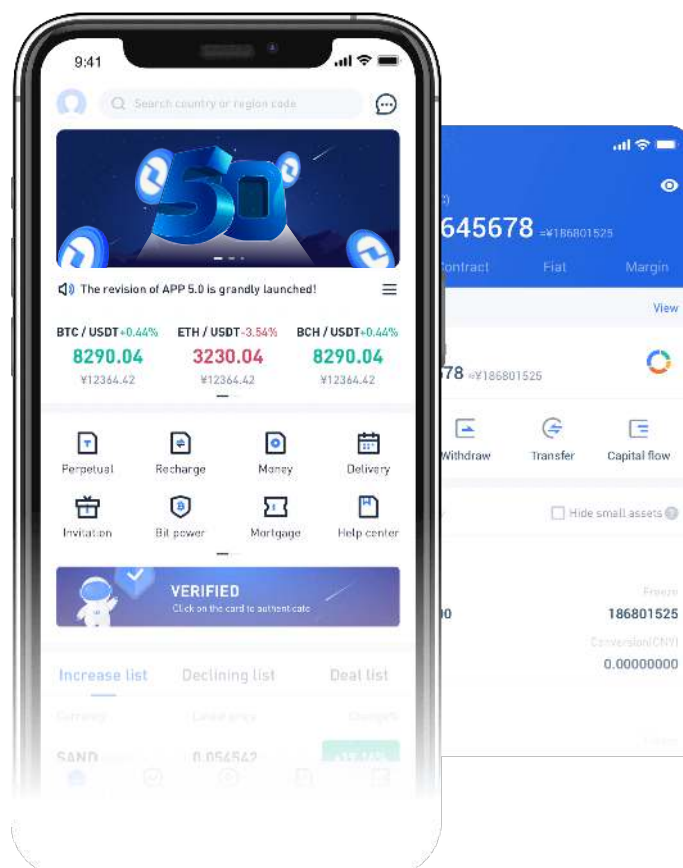 9:41
Search country or region code
50
The revision of APP 5.0 is grandly launched!
BTC / USDT+0.44% ETH / USDT-3.54% BCH / USDT+0.44%
8290.04 3230.04 8290.04
¥12364.42 ¥12364.42 ¥12364.42
Perpetual Recharge Money Delivery
Invitation Bit power Mortgage Help center
VERIFIED
Click on the card to authenticate
Increase list Declining list Deal list
Currency Change%
SAND 0.054542
645678 ≈¥186801525
Contract Fiat Margin
View
78 ≈¥186801525
Withdraw Transfer Capital flow
Hide small assets
Freeze
186801525
Conversion(CNY)
0.00000000